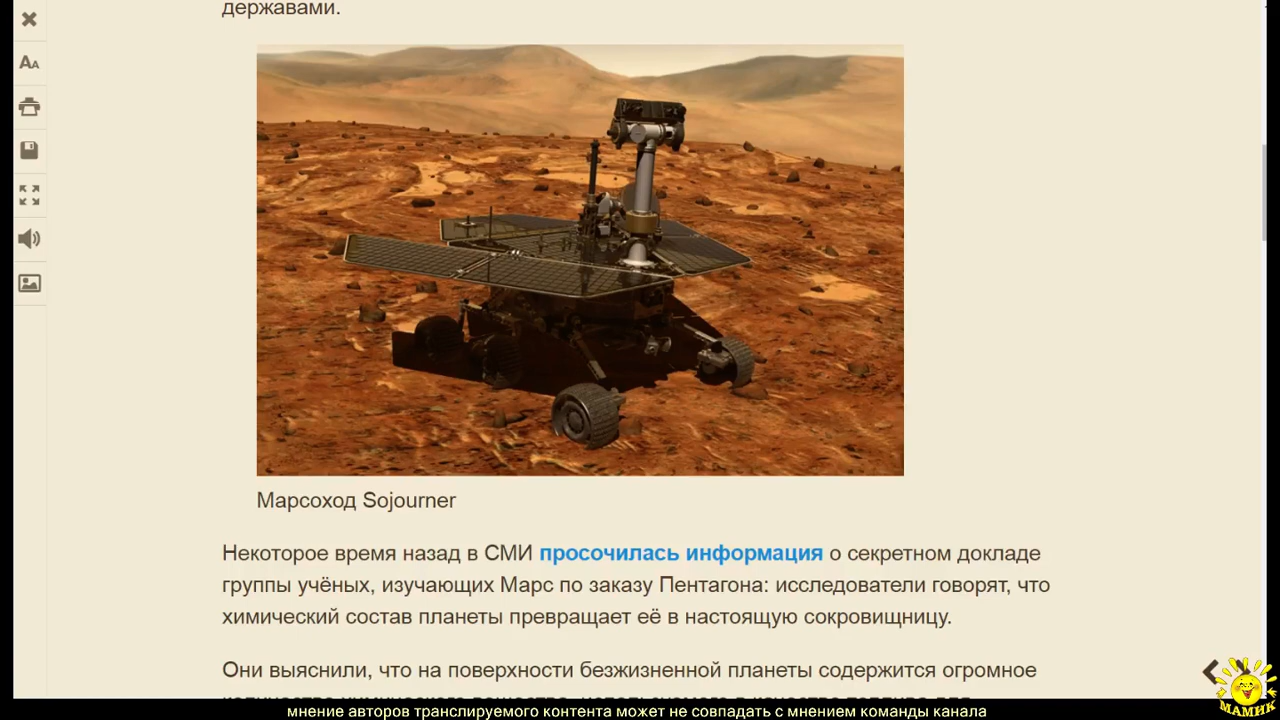 державами.
Марсоход Sojourner
Некоторое время назад в СМИ просочилась информация о секретном докладе
группы учёных, изучающих Марс по заказу Пентагона: исследователи говорят, что
химический состав планеты превращает её в настоящую сокровищницу.
Они выяснили, что на поверхности безжизненной планеты содержится огромное
МАМИК
мнение авторов транслируемого контента может не совпадать с мнением команды канала